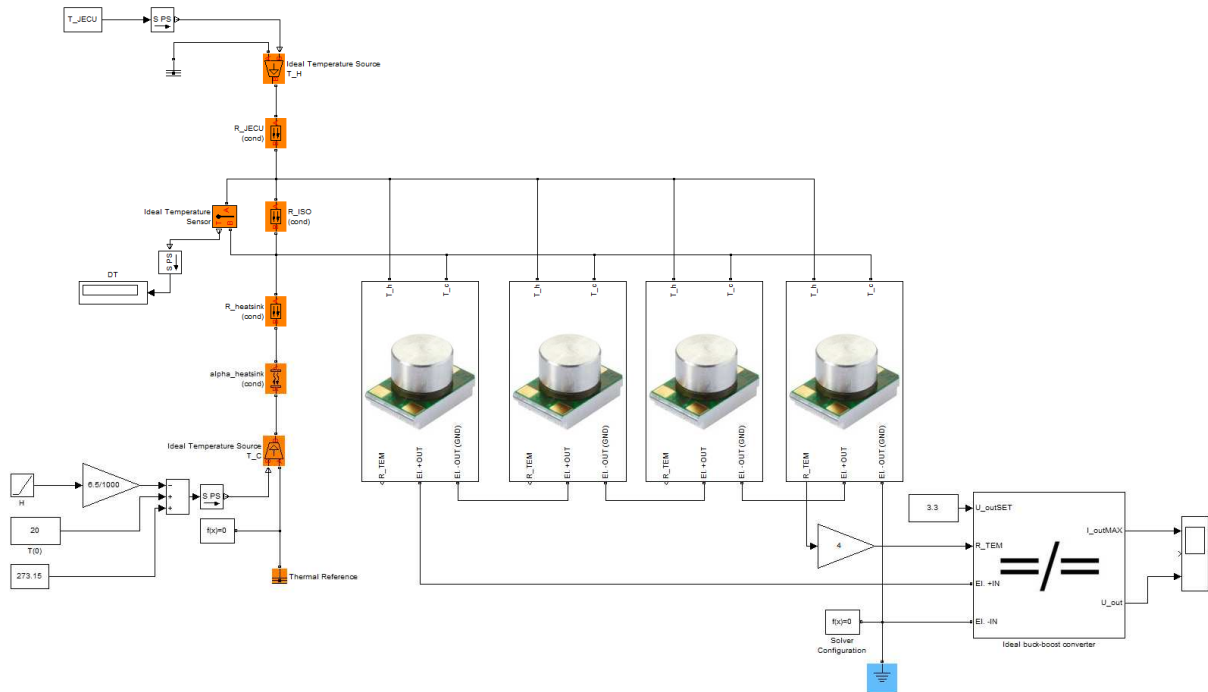 T_JECU
S PS
Ideal Temperature Source
T_H
R_JECU
(cond)
Ideal Temperature
Sensor
A
T
B
R_ISO
(cond)
S PS
DT
R_heatsink
(cond)
alpha_heatsink
(cond)
Ideal Temperature Source
T_C
H
6.5/1000
S PS
20
T(0)
273.15
f(x)=0
Thermal Reference
T_h
T_c
R_TEM
El. +OUT
El. -OUT (GND)
T_h
T_c
R_TEM
El. +OUT
El. -OUT (GND)
T_h
T_c
R_TEM
El. +OUT
El. -OUT (GND)
T_h
T_c
R_TEM
El. +OUT
El. -OUT (GND)
4
3.3
U_outSET
R_TEM
El. +IN
El. -IN
=/=
I_outMAX
U_out
Ideal buck-boost converter
f(x)=0
Solver
Configuration